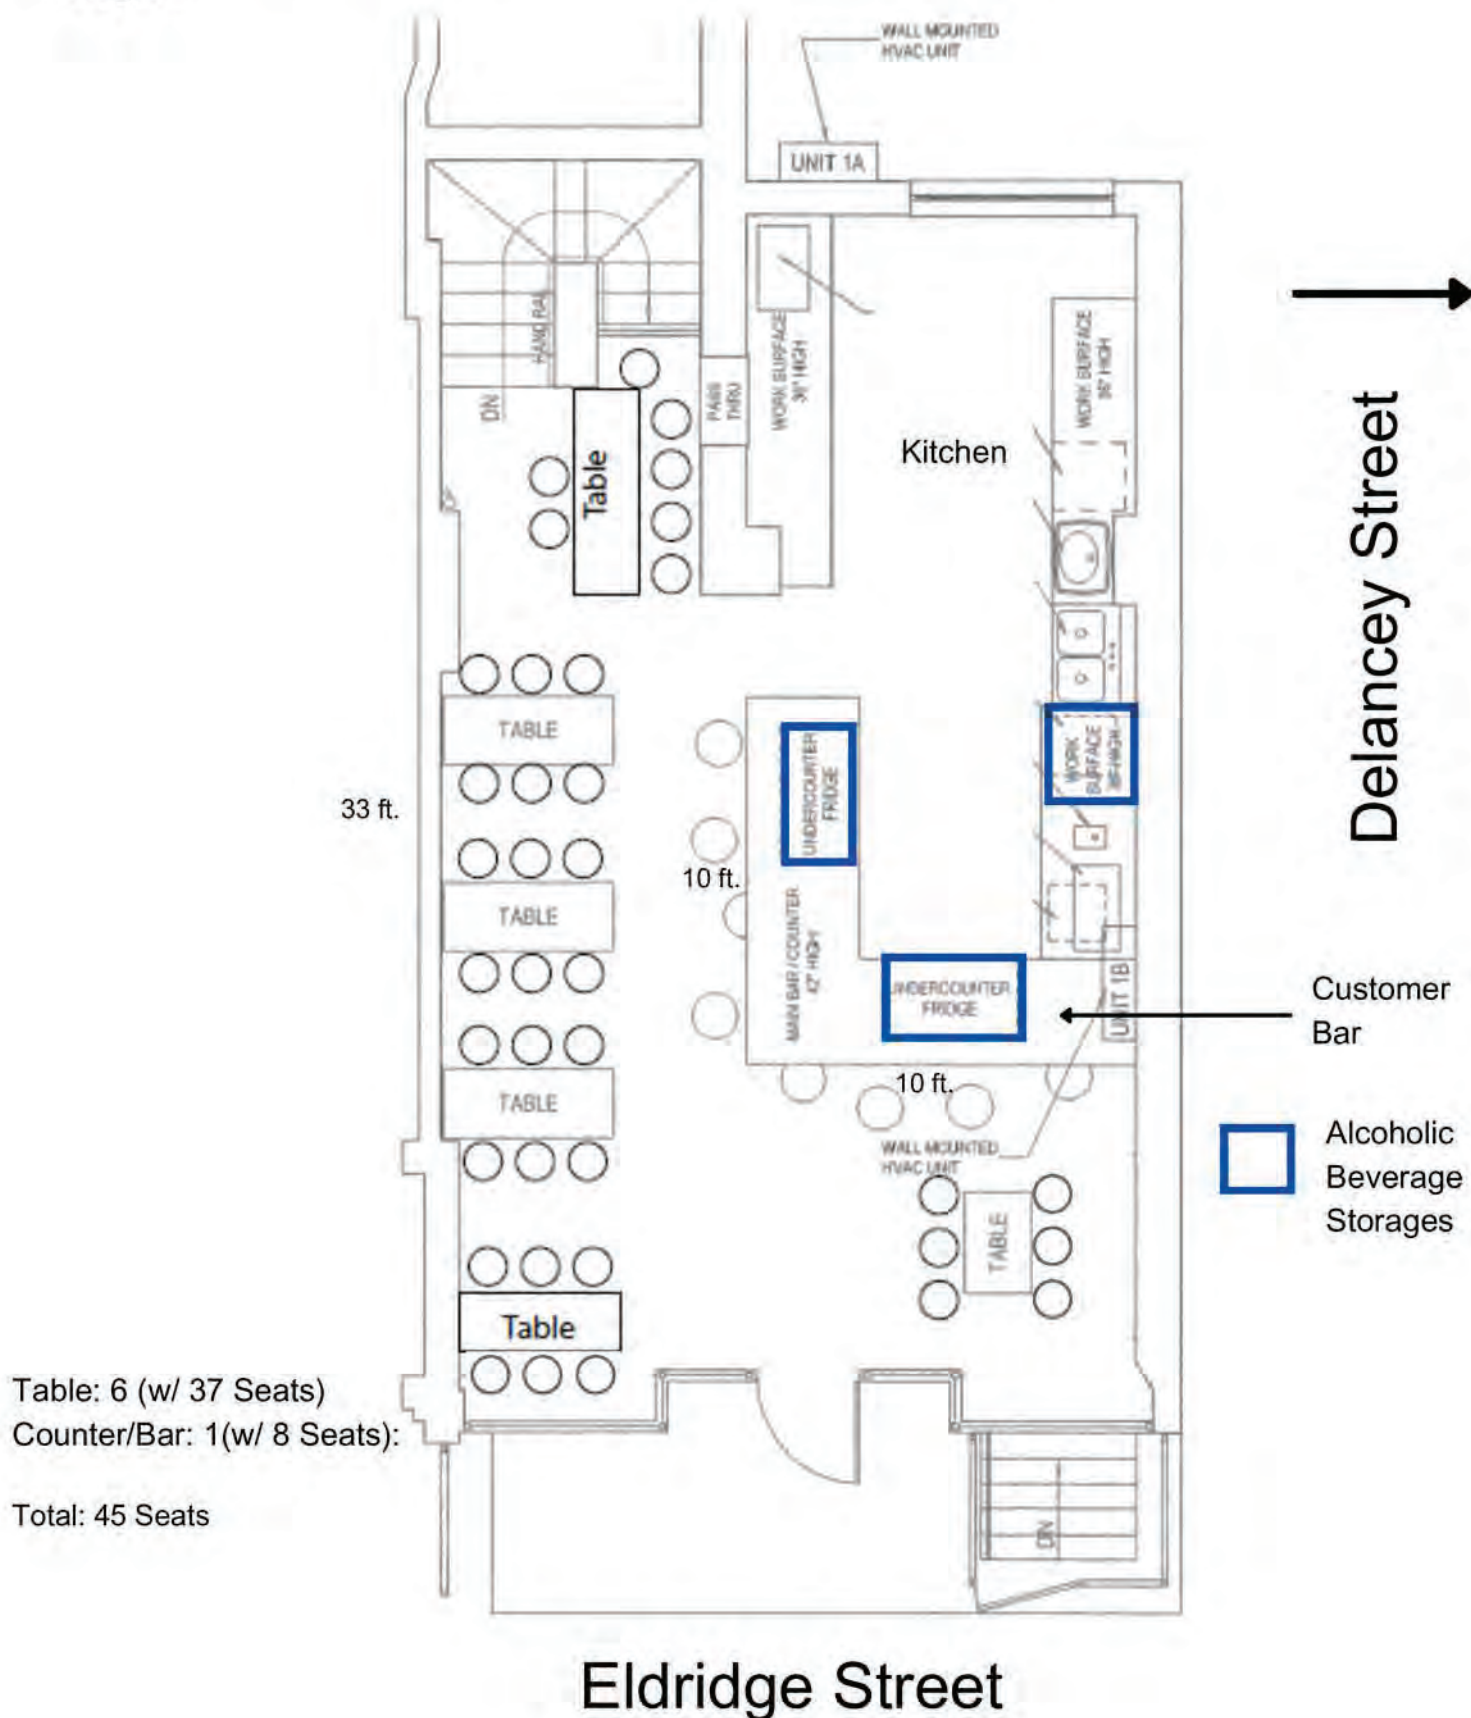 WALL MOUNTED
HVAC UNIT
UNIT 1A
HAND RAIL
DN
Table
PASS
THRU
WORK SURFACE
36" HIGH
Kitchen
WORK SURFACE
36" HIGH
Delancey Street
TABLE
33 ft.
TABLE
TABLE
UNDERCOUNTER
FRIDGE
10 ft.
MAIN BAR / COUNTER
42" HIGH
WORK
SURFACE
UNDERCOUNTER
FRIDGE
UNIT 1B
Customer
Bar
10 ft.
WALL MOUNTED
HVAC UNIT
Alcoholic
Beverage
Storages
TABLE
Table
Table: 6 (w/ 37 Seats)
Counter/Bar: 1(w/ 8 Seats):
Total: 45 Seats
DN
Eldridge Street